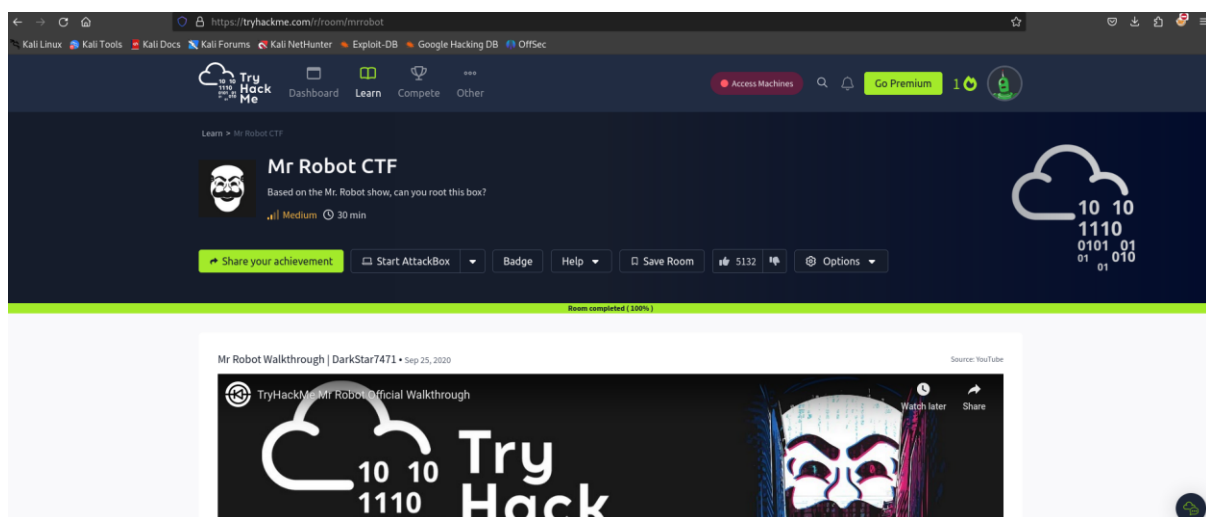 https://tryhackme.com/r/room/mrrobot
Kali Linux Kali Tools Kali Docs Kali Forums Kali NetHunter Exploit-DB Google Hacking DB OffSec
Try Hack Me
Dashboard Learn Compete Other
Access Machines Go Premium 1
Learn > Mr Robot CTF
Mr Robot CTF
Based on the Mr. Robot show, can you root this box?
Medium 30 min
Share your achievement Start AttackBox Badge Help Save Room 5132 Options
10 10
1110
0101 01
01 010
01
Room completed ( 100% )
Mr Robot Walkthrough | DarkStar7471 • Sep 25, 2020 Source: YouTube
TryHackMe Mr Robot Official Walkthrough
Watch later Share
10 10
1110
Try
Hack